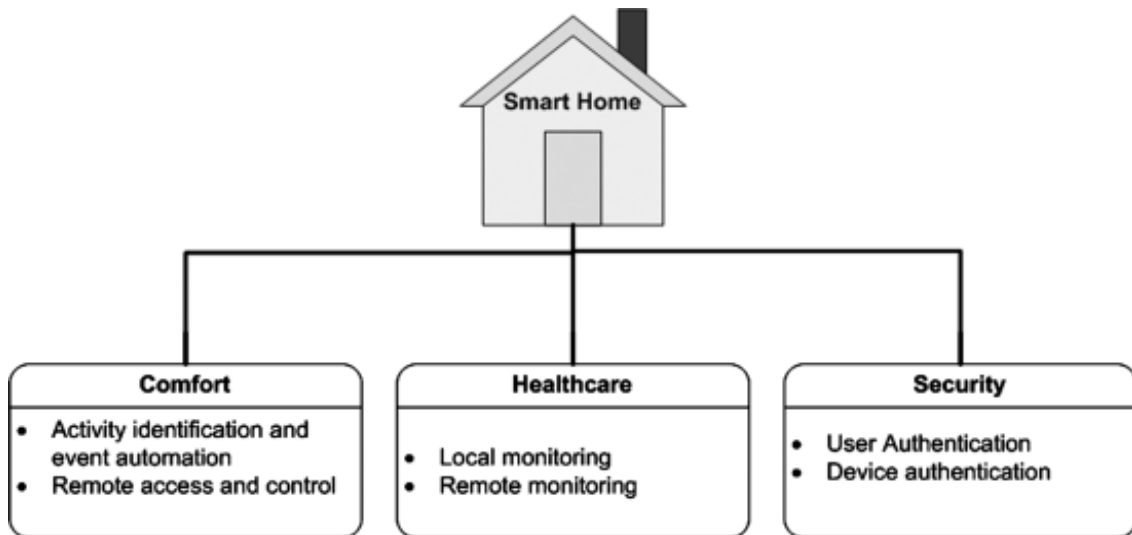 Smart Home
Comfort
• Activity identification and
event automation
• Remote access and control
Healthcare
• Local monitoring
• Remote monitoring
Security
• User Authentication
• Device authentication